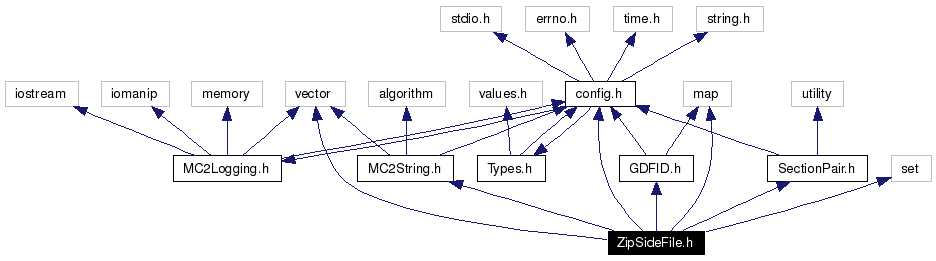 stdio.h errno.h time.h string.h
iostream iomanip memory vector algorithm values.h config.h map utility
MC2Logging.h MC2String.h Types.h GDFID.h SectionPair.h set
ZipSideFile.h